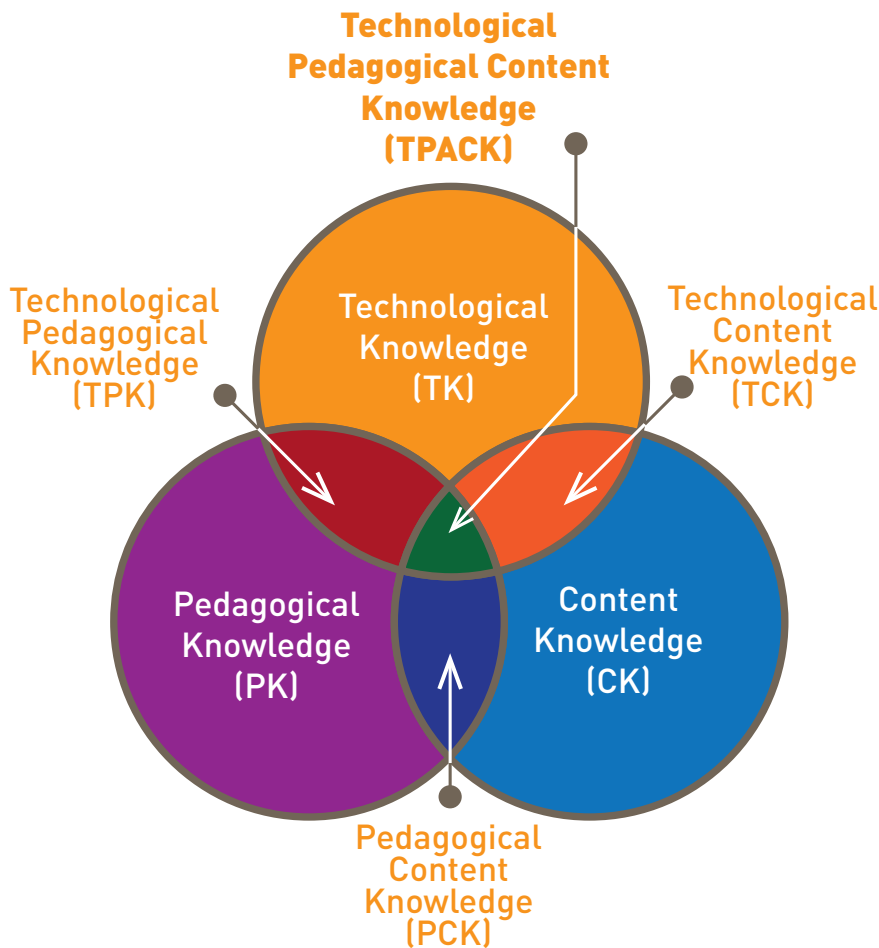 Technological
Pedagogical Content
Knowledge
(TPACK)
Technological
Pedagogical
Knowledge
(TPK)
Technological
Knowledge
(TK)
Technological
Content
Knowledge
(TCK)
Pedagogical
Knowledge
(PK)
Content
Knowledge
(CK)
Pedagogical
Content
Knowledge
(PCK)